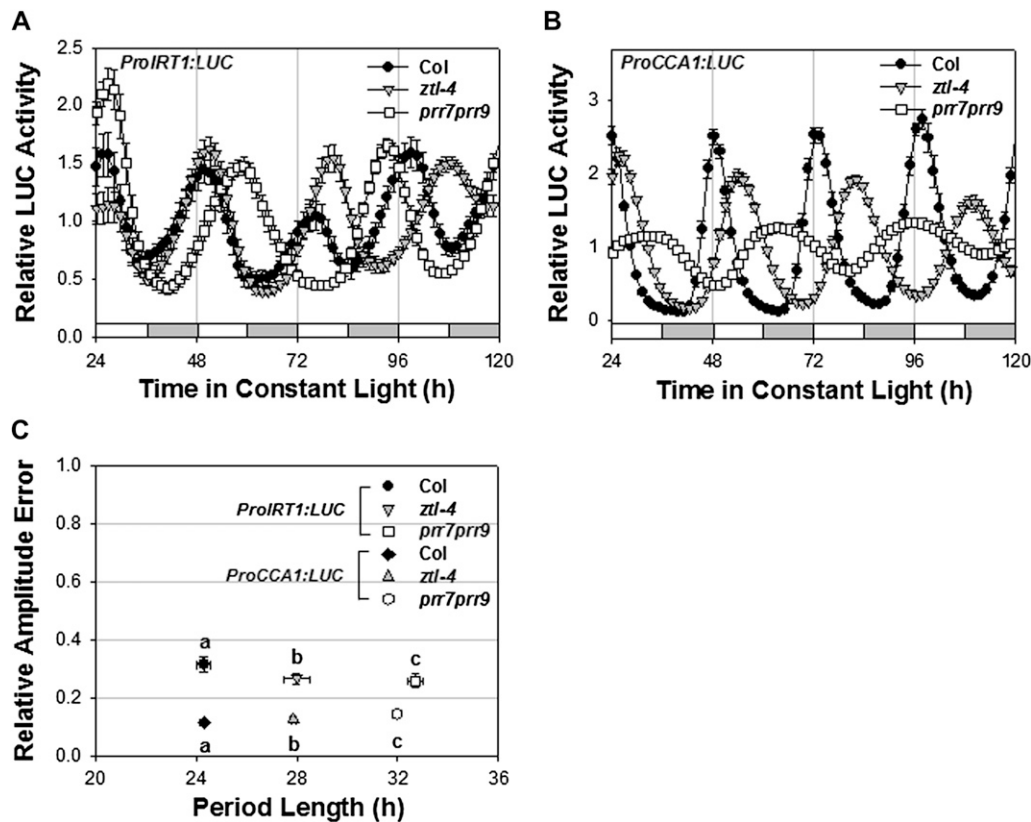 A
ProIRT1:LUC
Col
ztl-4
prr7prr9
Relative LUC Activity
2.5
2.0
1.5
1.0
0.5
0.0
24 48 72 96 120
Time in Constant Light (h)
B
ProCCA1:LUC
Col
ztl-4
prr7prr9
Relative LUC Activity
3
2
1
0
24 48 72 96 120
Time in Constant Light (h)
C
Relative Amplitude Error
1.0
0.8
0.6
0.4
0.2
0.0
ProIRT1:LUC
Col
ztl-4
prr7prr9
ProCCA1:LUC
Col
ztl-4
prr7prr9
a b c
a b c
20 24 28 32 36
Period Length (h)